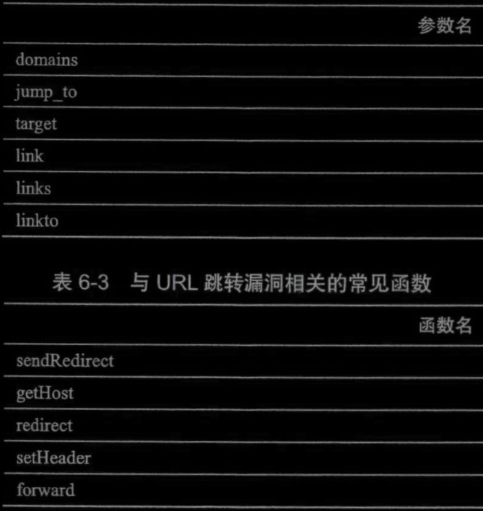 参数名
domains
jump_to
target
link
links
linkto
表 6-3 与 URL 跳转漏洞相关的常见函数
函数名
sendRedirect
getHost
redirect
setHeader
forward